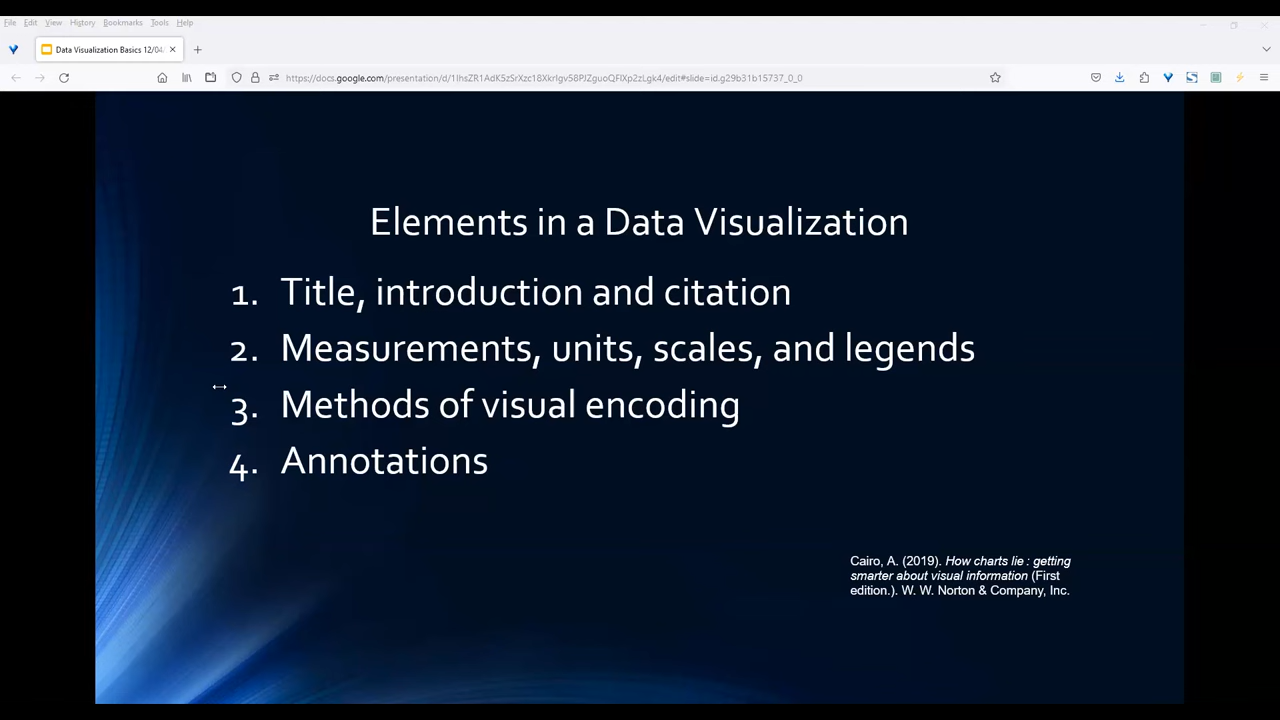 File Edit View History Bookmarks Tools Help
Data Visualization Basics 12/04
https://docs.google.com/presentation/d/1IhsZR1AdK5zSrXzc18XkrIgv58PJZguoQFlXp2zLgk4/edit#slide=id.g29b31b15737_0_0
Elements in a Data Visualization
1. Title, introduction and citation
2. Measurements, units, scales, and legends
3. Methods of visual encoding
4. Annotations
Cairo, A. (2019). How charts lie : getting
smarter about visual information (First
edition.). W. W. Norton & Company, Inc.